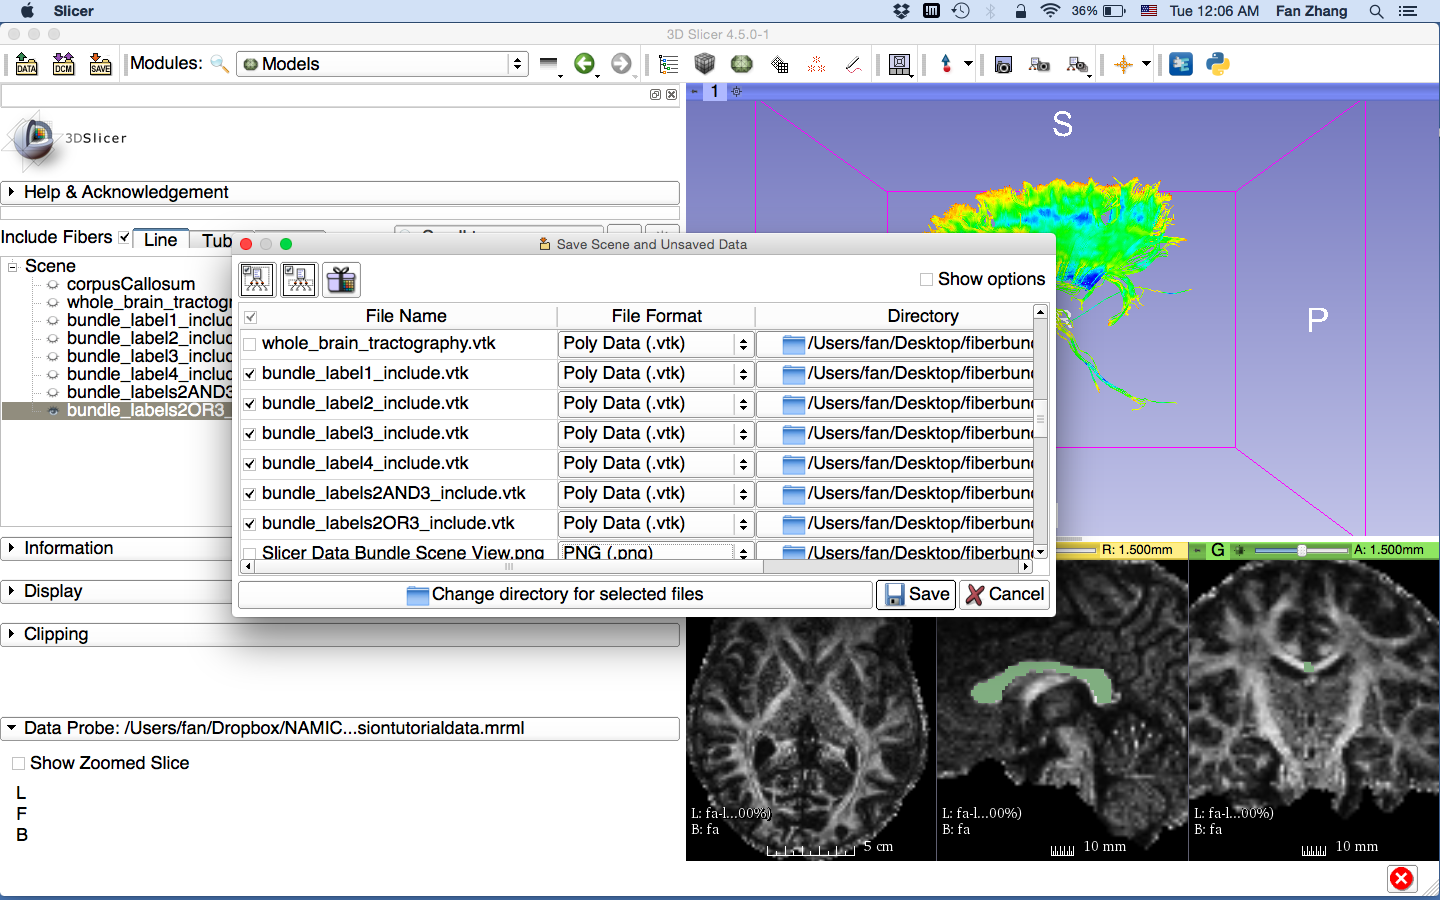 Slicer
36%
Tue 12:06 AM
Fan Zhang
3D Slicer 4.5.0-1
DATA
DCM
SAVE
Modules:
Models
1
3DSlicer
S
Help & Acknowledgement
Include Fibers
Line
Tub
Scene
corpusCallosum
whole_brain_tractogr
bundle_label1_includ
bundle_label2_includ
bundle_label3_includ
bundle_label4_includ
bundle_labels2AND3
bundle_labels2OR3_
P
R
Save Scene and Unsaved Data
Show options
File Name
File Format
Directory
whole_brain_tractography.vtk
Poly Data (.vtk)
/Users/fan/Desktop/fiberbun
bundle_label1_include.vtk
Poly Data (.vtk)
/Users/fan/Desktop/fiberbun
bundle_label2_include.vtk
Poly Data (.vtk)
/Users/fan/Desktop/fiberbun
bundle_label3_include.vtk
Poly Data (.vtk)
/Users/fan/Desktop/fiberbun
bundle_label4_include.vtk
Poly Data (.vtk)
/Users/fan/Desktop/fiberbun
bundle_labels2AND3_include.vtk
Poly Data (.vtk)
/Users/fan/Desktop/fiberbun
bundle_labels2OR3_include.vtk
Poly Data (.vtk)
/Users/fan/Desktop/fiberbun
Slicer Data Bundle Scene View.png
PNG (.png)
/Users/fan/Desktop/fiberbun
Change directory for selected files
Save
Cancel
Information
Display
Clipping
R: 1.500mm
G
A: 1.500mm
Data Probe: /Users/fan/Dropbox/NAMIC...siontutorialdata.mrml
Show Zoomed Slice
L
F
B
L: fa-l...00%)
B: fa
5 cm
L: fa-l...00%)
B: fa
10 mm
L: fa-l...00%)
B: fa
10 mm